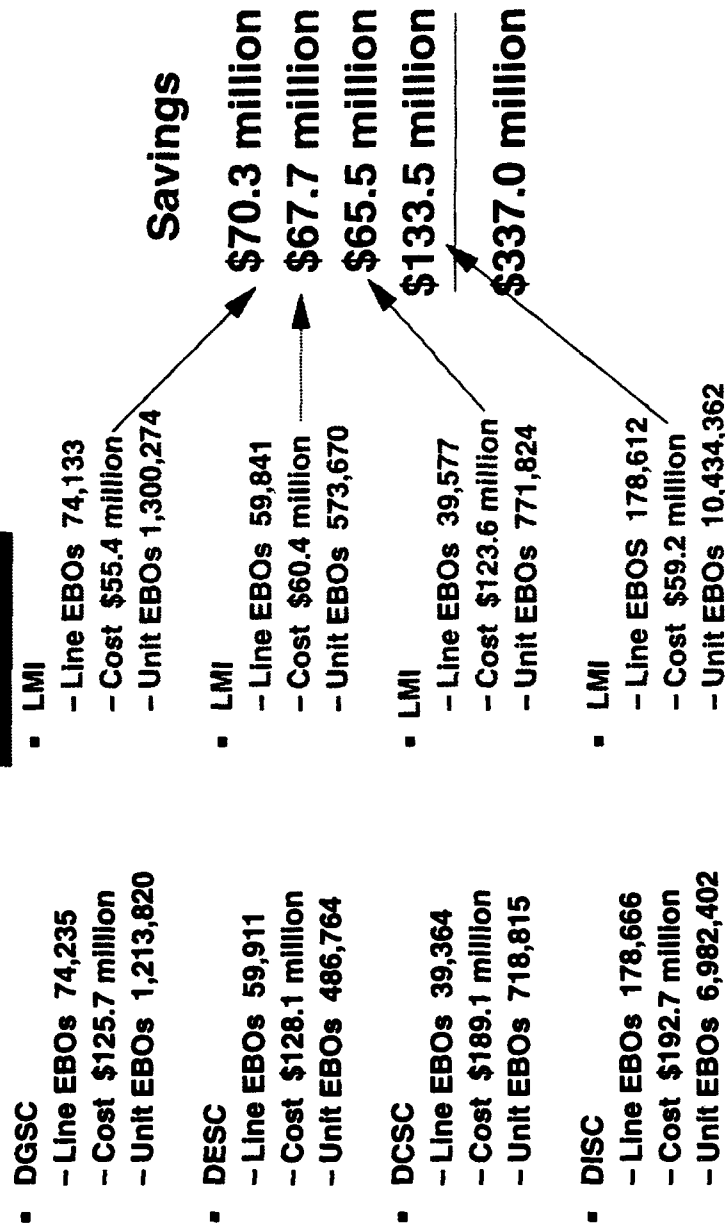 ▪ DGSC
– Line EBOs 74,235
– Cost $125.7 million
– Unit EBOs 1,213,820
▪ DESC
– Line EBOs 59,911
– Cost $128.1 million
– Unit EBOs 486,764
▪ DCSC
– Line EBOs 39,364
– Cost $189.1 million
– Unit EBOs 718,815
▪ DISC
– Line EBOs 178,666
– Cost $192.7 million
– Unit EBOs 6,982,402
▪ LMI
– Line EBOs 74,133
– Cost $55.4 million
– Unit EBOs 1,300,274
▪ LMI
– Line EBOs 59,841
– Cost $60.4 million
– Unit EBOs 573,670
▪ LMI
– Line EBOs 39,577
– Cost $123.6 million
– Unit EBOs 771,824
▪ LMI
– Line EBOS 178,612
– Cost $59.2 million
– Unit EBOs 10,434,362
Savings
$70.3 million
$67.7 million
$65.5 million
$133.5 million
$337.0 million